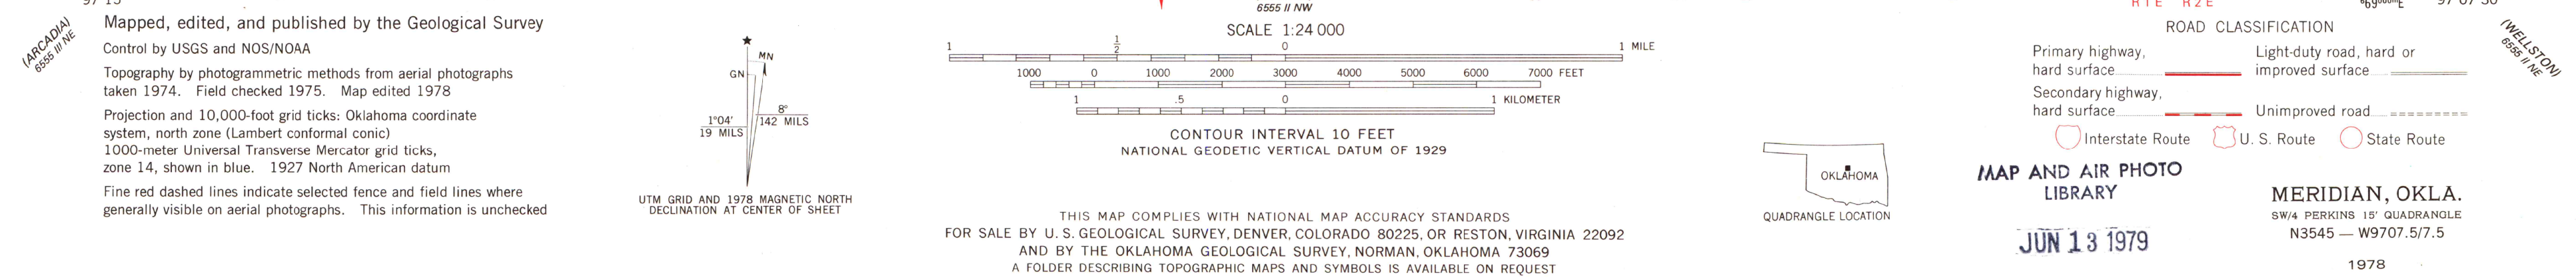 97°15'
(ARCADIA)
6555 III NE
Mapped, edited, and published by the Geological Survey
Control by USGS and NOS/NOAA
Topography by photogrammetric methods from aerial photographs
taken 1974. Field checked 1975. Map edited 1978
Projection and 10,000-foot grid ticks: Oklahoma coordinate
system, north zone (Lambert conformal conic)
1000-meter Universal Transverse Mercator grid ticks,
zone 14, shown in blue. 1927 North American datum
Fine red dashed lines indicate selected fence and field lines where
generally visible on aerial photographs. This information is unchecked
★
MN
GN
8°
142 MILS
1°04'
19 MILS
UTM GRID AND 1978 MAGNETIC NORTH
DECLINATION AT CENTER OF SHEET
6555 II NW
SCALE 1:24 000
1 1/2 0 1 MILE
1000 0 1000 2000 3000 4000 5000 6000 7000 FEET
1 .5 0 1 KILOMETER
CONTOUR INTERVAL 10 FEET
NATIONAL GEODETIC VERTICAL DATUM OF 1929
THIS MAP COMPLIES WITH NATIONAL MAP ACCURACY STANDARDS
FOR SALE BY U. S. GEOLOGICAL SURVEY, DENVER, COLORADO 80225, OR RESTON, VIRGINIA 22092
AND BY THE OKLAHOMA GEOLOGICAL SURVEY, NORMAN, OKLAHOMA 73069
A FOLDER DESCRIBING TOPOGRAPHIC MAPS AND SYMBOLS IS AVAILABLE ON REQUEST
OKLAHOMA
QUADRANGLE LOCATION
R 1 E R 2 E
97°07'30"
(WELLSTON)
6555 II NE
ROAD CLASSIFICATION
Primary highway,
hard surface
Light-duty road, hard or
improved surface
Secondary highway,
hard surface
Unimproved road
Interstate Route U. S. Route State Route
MAP AND AIR PHOTO
LIBRARY
JUN 13 1979
MERIDIAN, OKLA.
SW/4 PERKINS 15' QUADRANGLE
N3545—W9707.5/7.5
1978